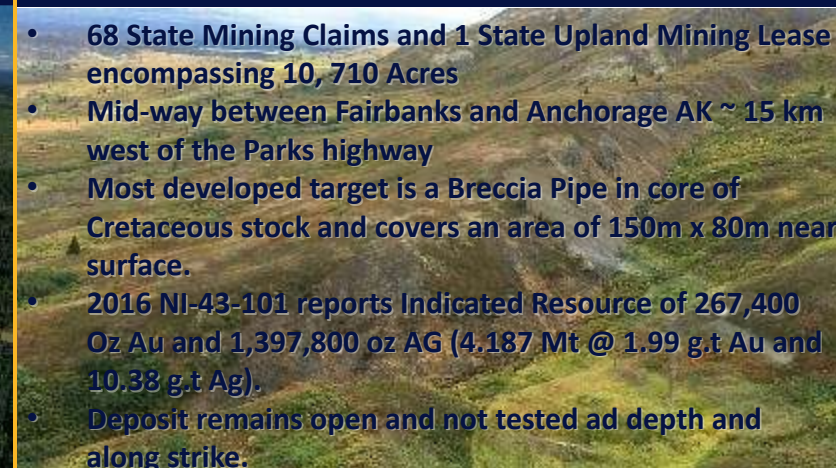 • 68 State Mining Claims and 1 State Upland Mining Lease
encompassing 10, 710 Acres
• Mid-way between Fairbanks and Anchorage AK ~ 15 km
west of the Parks highway
• Most developed target is a Breccia Pipe in core of
Cretaceous stock and covers an area of 150m x 80m near
surface.
• 2016 NI-43-101 reports Indicated Resource of 267,400
Oz Au and 1,397,800 oz AG (4.187 Mt @ 1.99 g.t Au and
10.38 g.t Ag).
• Deposit remains open and not tested ad depth and
along strike.